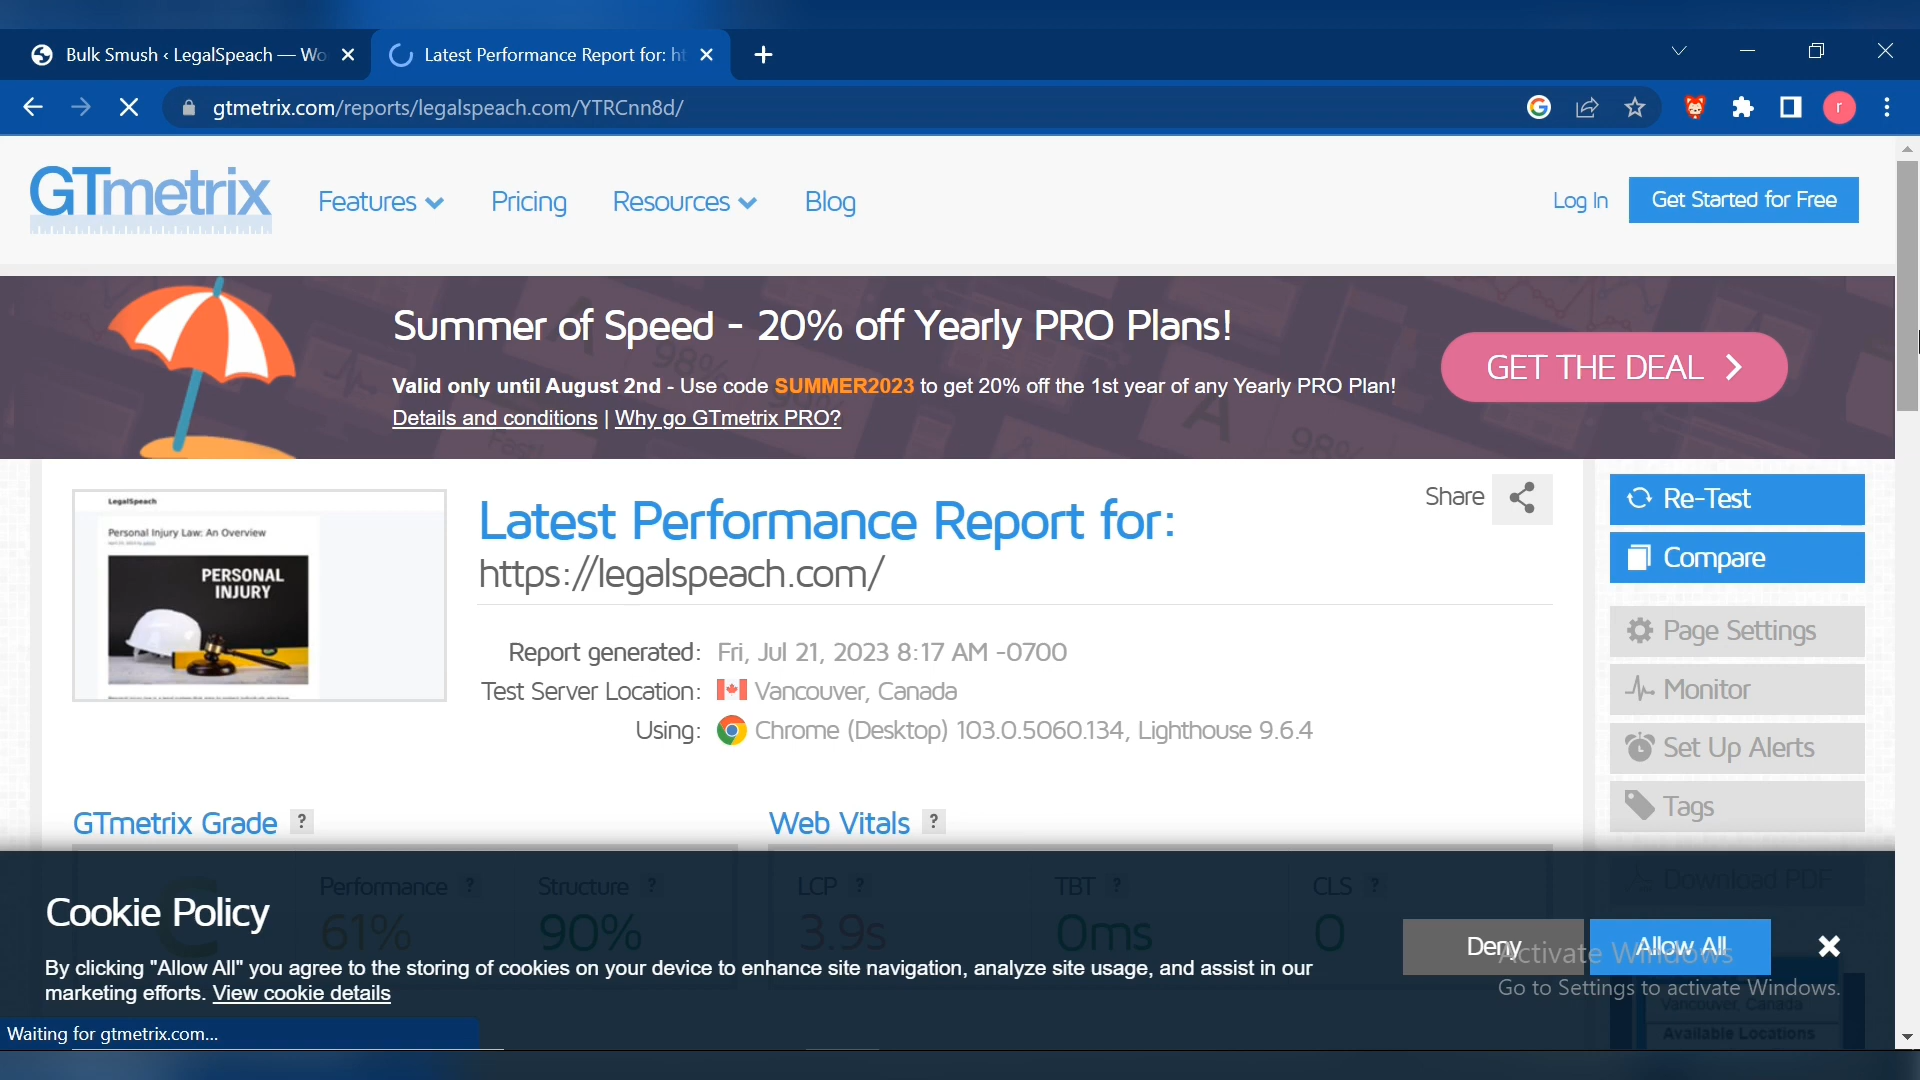 Bulk Smush ‹ LegalSpeach — Wo
Latest Performance Report for: ht
gtmetrix.com/reports/legalspeach.com/YTRCnn8d/
r
GTmetrix
Features
Pricing
Resources
Blog
Log In
Get Started for Free
Summer of Speed - 20% off Yearly PRO Plans!
Valid only until August 2nd - Use code SUMMER2023 to get 20% off the 1st year of any Yearly PRO Plan!
Details and conditions | Why go GTmetrix PRO?
GET THE DEAL
LegalSpeach
Personal Injury Law: An Overview
PERSONAL
INJURY
Latest Performance Report for:
https://legalspeach.com/
Share
Report generated: Fri, Jul 21, 2023 8:17 AM -0700
Test Server Location: Vancouver, Canada
Using: Chrome (Desktop) 103.0.5060.134, Lighthouse 9.6.4
Re-Test
Compare
Page Settings
Monitor
Set Up Alerts
Tags
Download PDF
GTmetrix Grade ?
Web Vitals ?
Performance ?
Structure ?
LCP ?
TBT ?
CLS ?
C
61%
90%
3.9s
0ms
0
Cookie Policy
By clicking "Allow All" you agree to the storing of cookies on your device to enhance site navigation, analyze site usage, and assist in our
marketing efforts. View cookie details
Deny
Allow All
Activate Windows
Go to Settings to activate Windows.
Vancouver, Canada
Available Locations
Waiting for gtmetrix.com...